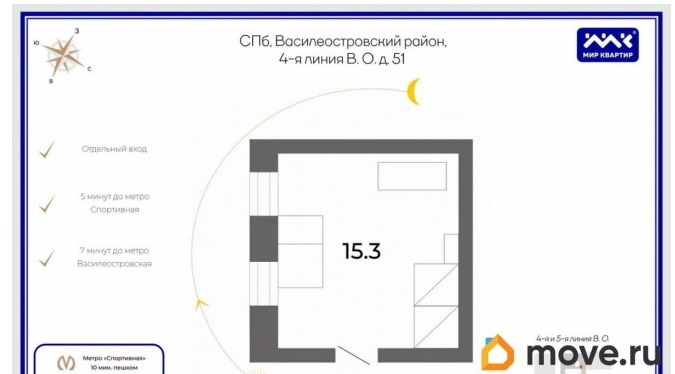 СПб, Василеостровский район,
4-я линия В. О. д. 51
МИР КВАРТИР
З
Ю
С
В
Отдельный вход
5 минут до метро
Спортивная
7 минут до метро
Василеостровская
15.3
Метро «Спортивная»
10 мин. пешком
4-я и 5-я линия В. О.
move.ru